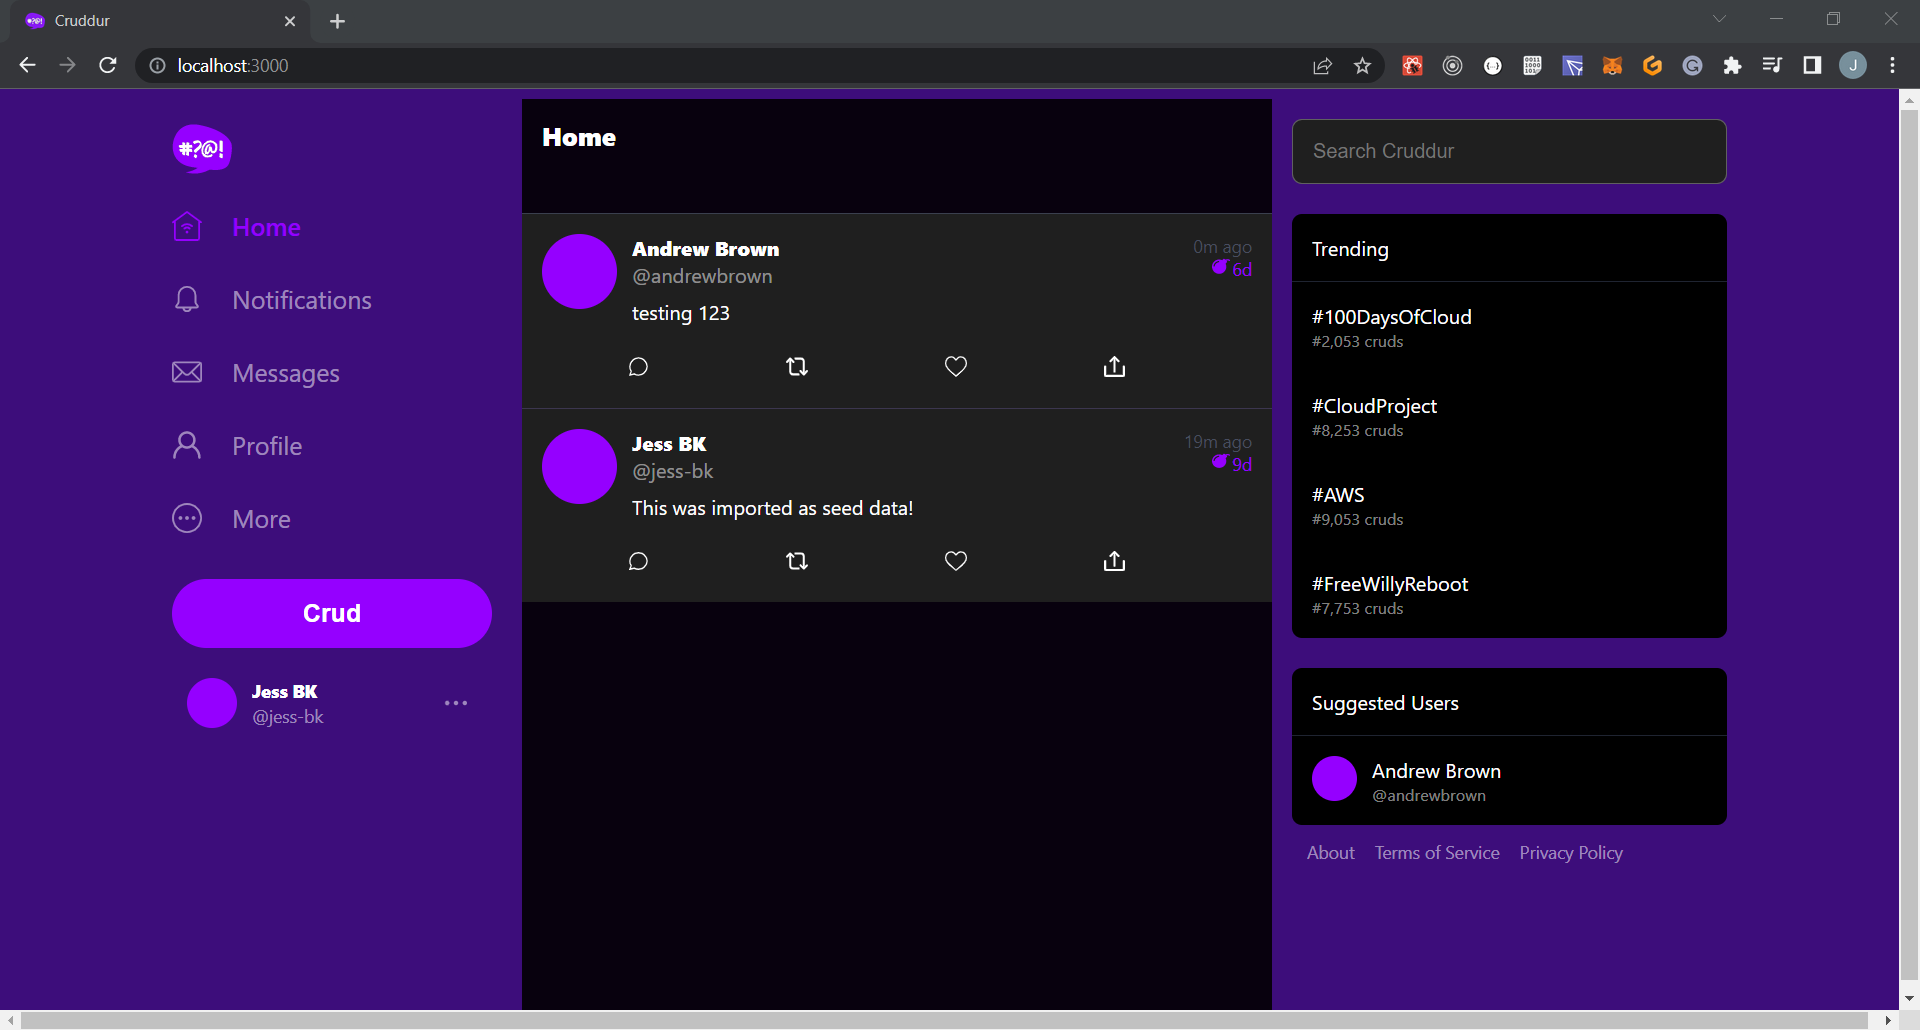 Cruddur
localhost:3000
J
#?@!
Home
Notifications
Messages
Profile
More
Crud
Jess BK
@jess-bk
Home
Andrew Brown
@andrewbrown
0m ago
6d
testing 123
Jess BK
@jess-bk
19m ago
9d
This was imported as seed data!
Search Cruddur
Trending
#100DaysOfCloud
#2,053 cruds
#CloudProject
#8,253 cruds
#AWS
#9,053 cruds
#FreeWillyReboot
#7,753 cruds
Suggested Users
Andrew Brown
@andrewbrown
About Terms of Service Privacy Policy